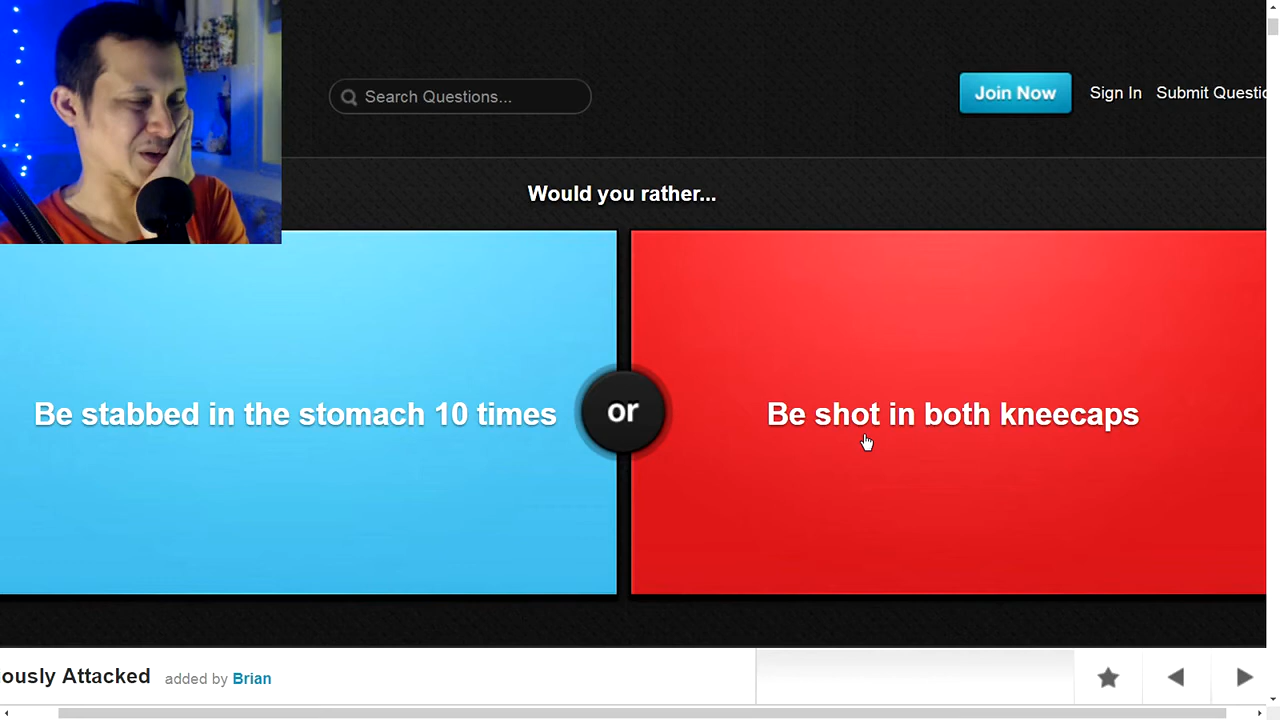 Search Questions...
Join Now
Sign In
Submit Questio
Would you rather...
Be stabbed in the stomach 10 times
or
Be shot in both kneecaps
ously Attacked added by Brian